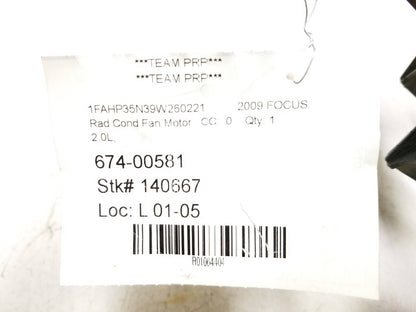 ***TEAM PRP***
***TEAM PRP***
1FAHP35N39W260221 2009 FOCUS
Rad Cond Fan Motor CC: 0 Qty: 1
2.0L,
674-00581
Stk# 140667
Loc: L 01-05
R01064404